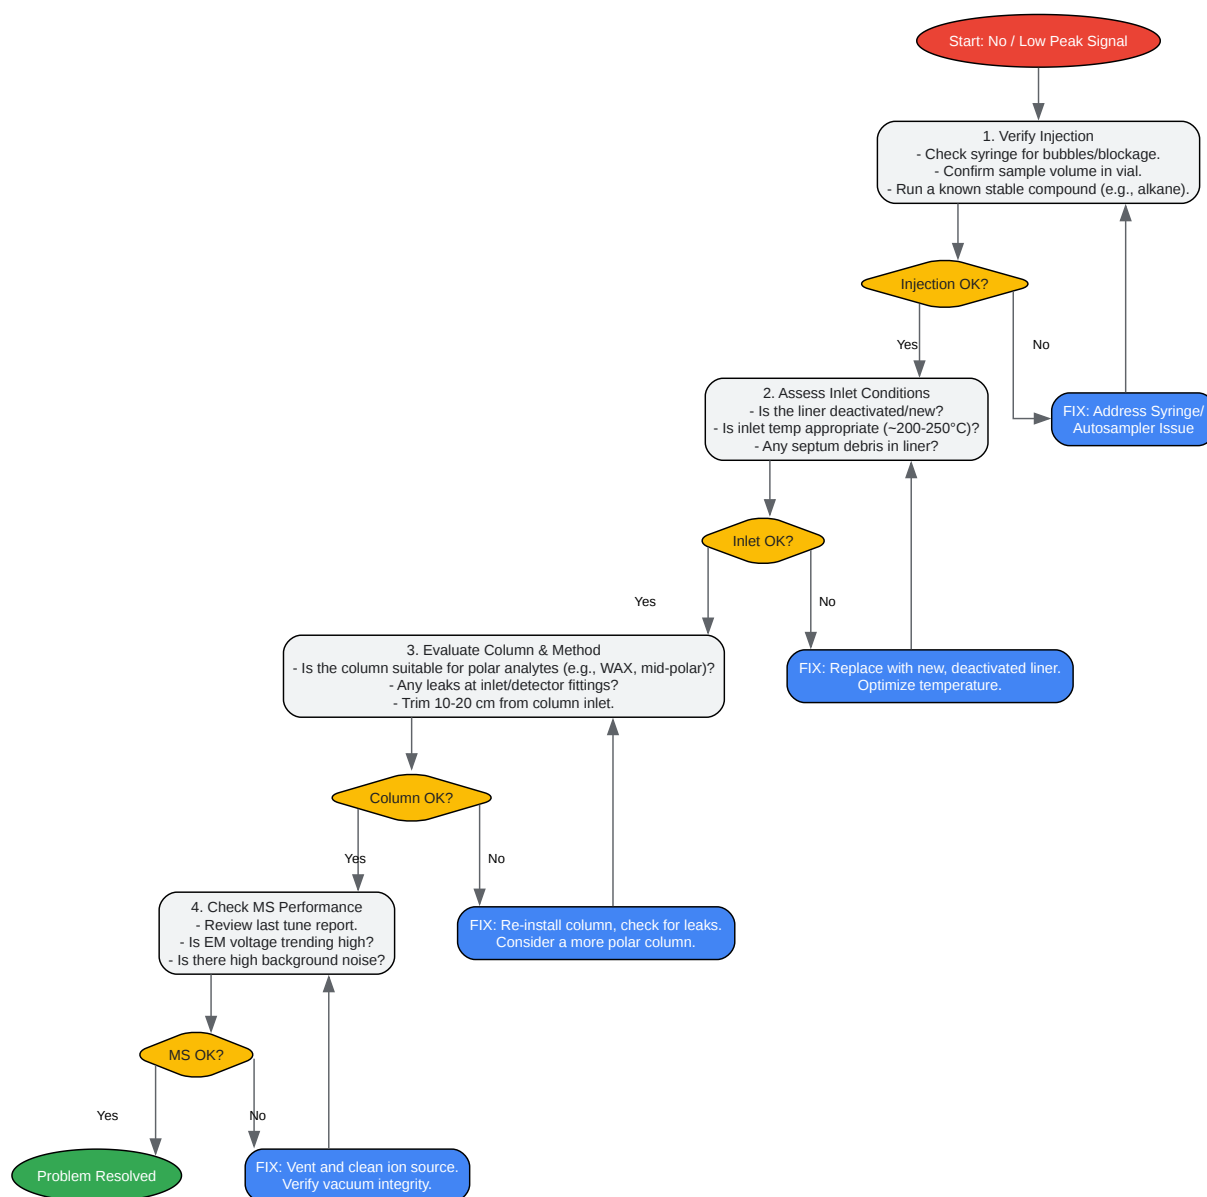 Start: No / Low Peak Signal
1. Verify Injection
- Check syringe for bubbles/blockage.
- Confirm sample volume in vial.
- Run a known stable compound (e.g., alkane).
Injection OK?
Yes
No
FIX: Address Syringe/
Autosampler Issue
2. Assess Inlet Conditions
- Is the liner deactivated/new?
- Is inlet temp appropriate (~200-250°C)?
- Any septum debris in liner?
Inlet OK?
Yes
No
FIX: Replace with new, deactivated liner.
Optimize temperature.
3. Evaluate Column & Method
- Is the column suitable for polar analytes (e.g., WAX, mid-polar)?
- Any leaks at inlet/detector fittings?
- Trim 10-20 cm from column inlet.
Column OK?
Yes
No
FIX: Re-install column, check for leaks.
Consider a more polar column.
4. Check MS Performance
- Review last tune report.
- Is EM voltage trending high?
- Is there high background noise?
MS OK?
Yes
No
Problem Resolved
FIX: Vent and clean ion source.
Verify vacuum integrity.